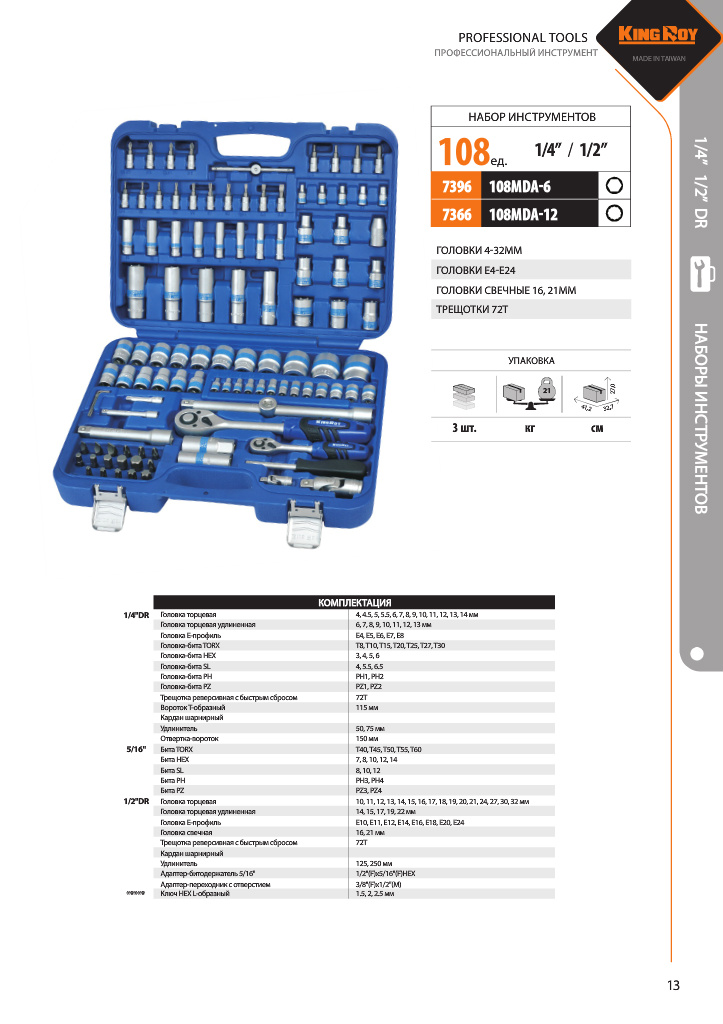 PROFESSIONAL TOOLS
ПРОФЕССИОНАЛЬНЫЙ ИНСТРУМЕНТ
KING ROY
MADE IN TAIWAN
1/4” 1/2” DR
НАБОРЫ ИНСТРУМЕНТОВ
НАБОР ИНСТРУМЕНТОВ
108 ед. 1/4” / 1/2”
7396 108MDA-6
7366 108MDA-12
ГОЛОВКИ 4-32ММ
ГОЛОВКИ E4-E24
ГОЛОВКИ СВЕЧНЫЕ 16, 21ММ
ТРЕЩОТКИ 72Т
УПАКОВКА
21
41,2 32,7 27,0
3 шт. кг см
КОМПЛЕКТАЦИЯ
1/4"DR Головка торцевая 4, 4.5, 5, 5.5, 6, 7, 8, 9, 10, 11, 12, 13, 14 мм
Головка торцевая удлиненная 6, 7, 8, 9, 10, 11, 12, 13 мм
Головка E-профиль E4, E5, E6, E7, E8
Головка-бита TORX T8, T10, T15, T20, T25, T27, T30
Головка-бита HEX 3, 4, 5, 6
Головка-бита SL 4, 5.5, 6.5
Головка-бита PH PH1, PH2
Головка-бита PZ PZ1, PZ2
Трещотка реверсивная с быстрым сбросом 72Т
Вороток Т-образный 115 мм
Кардан шарнирный
Удлинитель 50, 75 мм
Отвертка-вороток 150 мм
5/16" Бита TORX T40, T45, T50, T55, T60
Бита HEX 7, 8, 10, 12, 14
Бита SL 8, 10, 12
Бита PH PH3, PH4
Бита PZ PZ3, PZ4
1/2"DR Головка торцевая 10, 11, 12, 13, 14, 15, 16, 17, 18, 19, 20, 21, 24, 27, 30, 32 мм
Головка торцевая удлиненная 14, 15, 17, 19, 22 мм
Головка E-профиль E10, E11, E12, E14, E16, E18, E20, E24
Головка свечная 16, 21 мм
Трещотка реверсивная с быстрым сбросом 72Т
Кардан шарнирный
Удлинитель 125, 250 мм
Адаптер-битодержатель 5/16" 1/2"(F)x5/16"(F)HEX
Адаптер-переходник с отверстием 3/8"(F)x1/2"(M)
Ключ HEX L-образный 1.5, 2, 2.5 мм
13